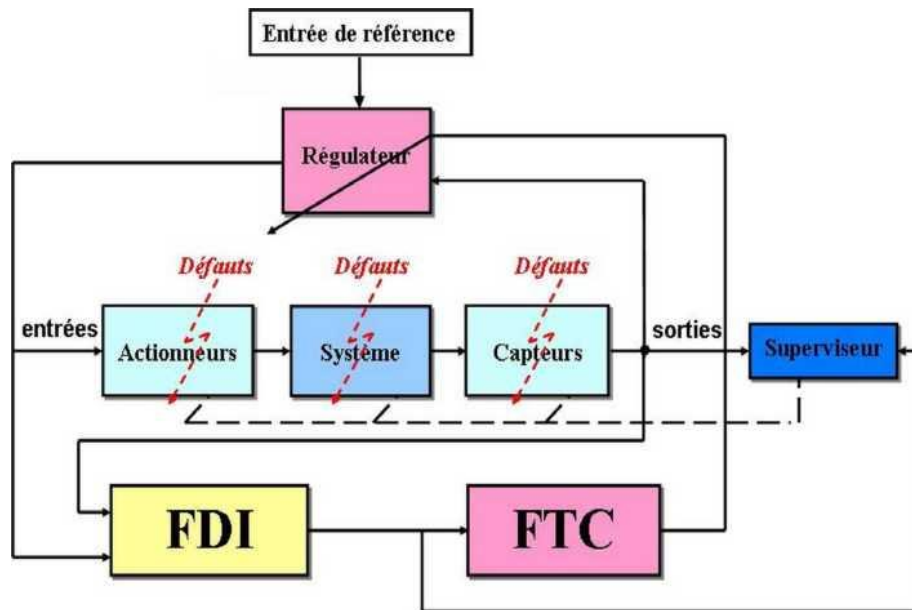 Entrée de référence
Régulateur
Défauts
Défauts
Défauts
entrées
Actionneurs
Système
Capteurs
sorties
Superviseur
FDI
FTC